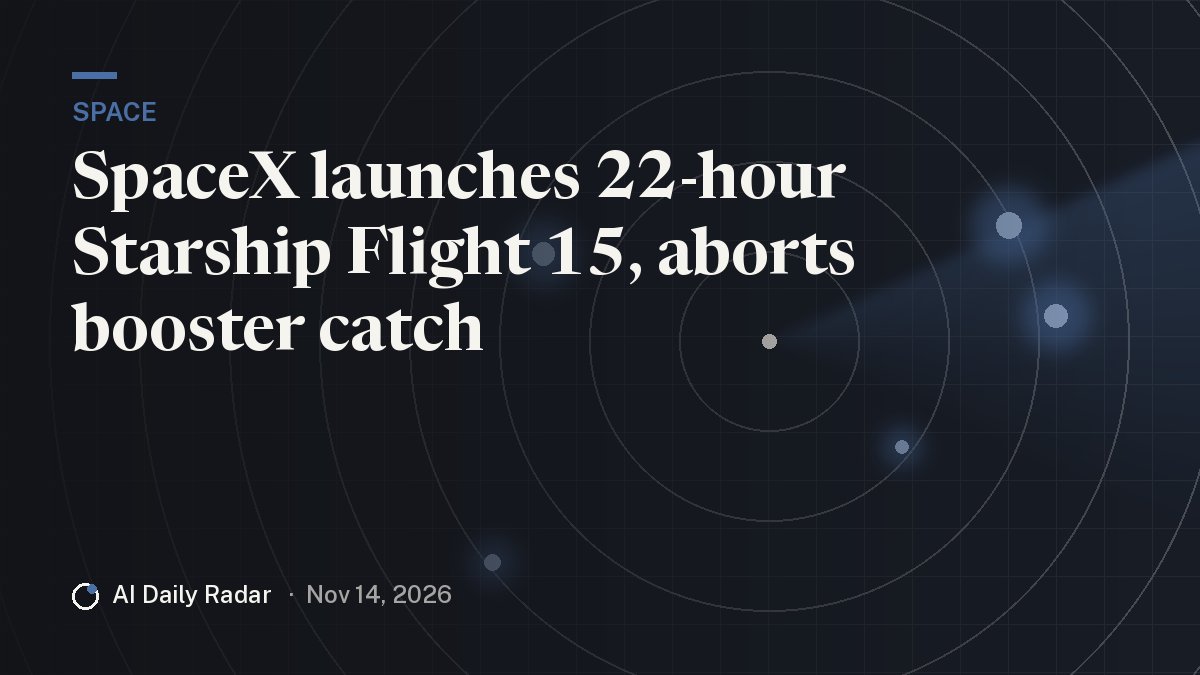 SPACE
SpaceX launches 22-hour
Starship Flight 15, aborts
booster catch
AI Daily Radar · Nov 14, 2026